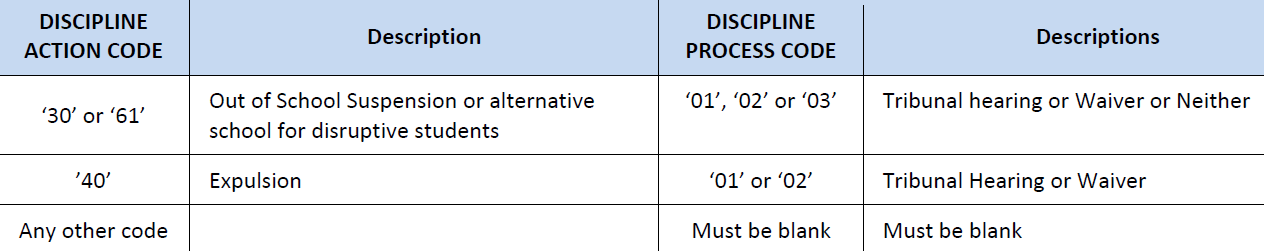 DISCIPLINE
ACTION CODE
Description
DISCIPLINE
PROCESS CODE
Descriptions
‘30’ or ‘61’
Out of School Suspension or alternative
school for disruptive students
‘01’, ‘02’ or ‘03’
Tribunal hearing or Waiver or Neither
’40’
Expulsion
‘01’ or ‘02’
Tribunal Hearing or Waiver
Any other code
Must be blank
Must be blank